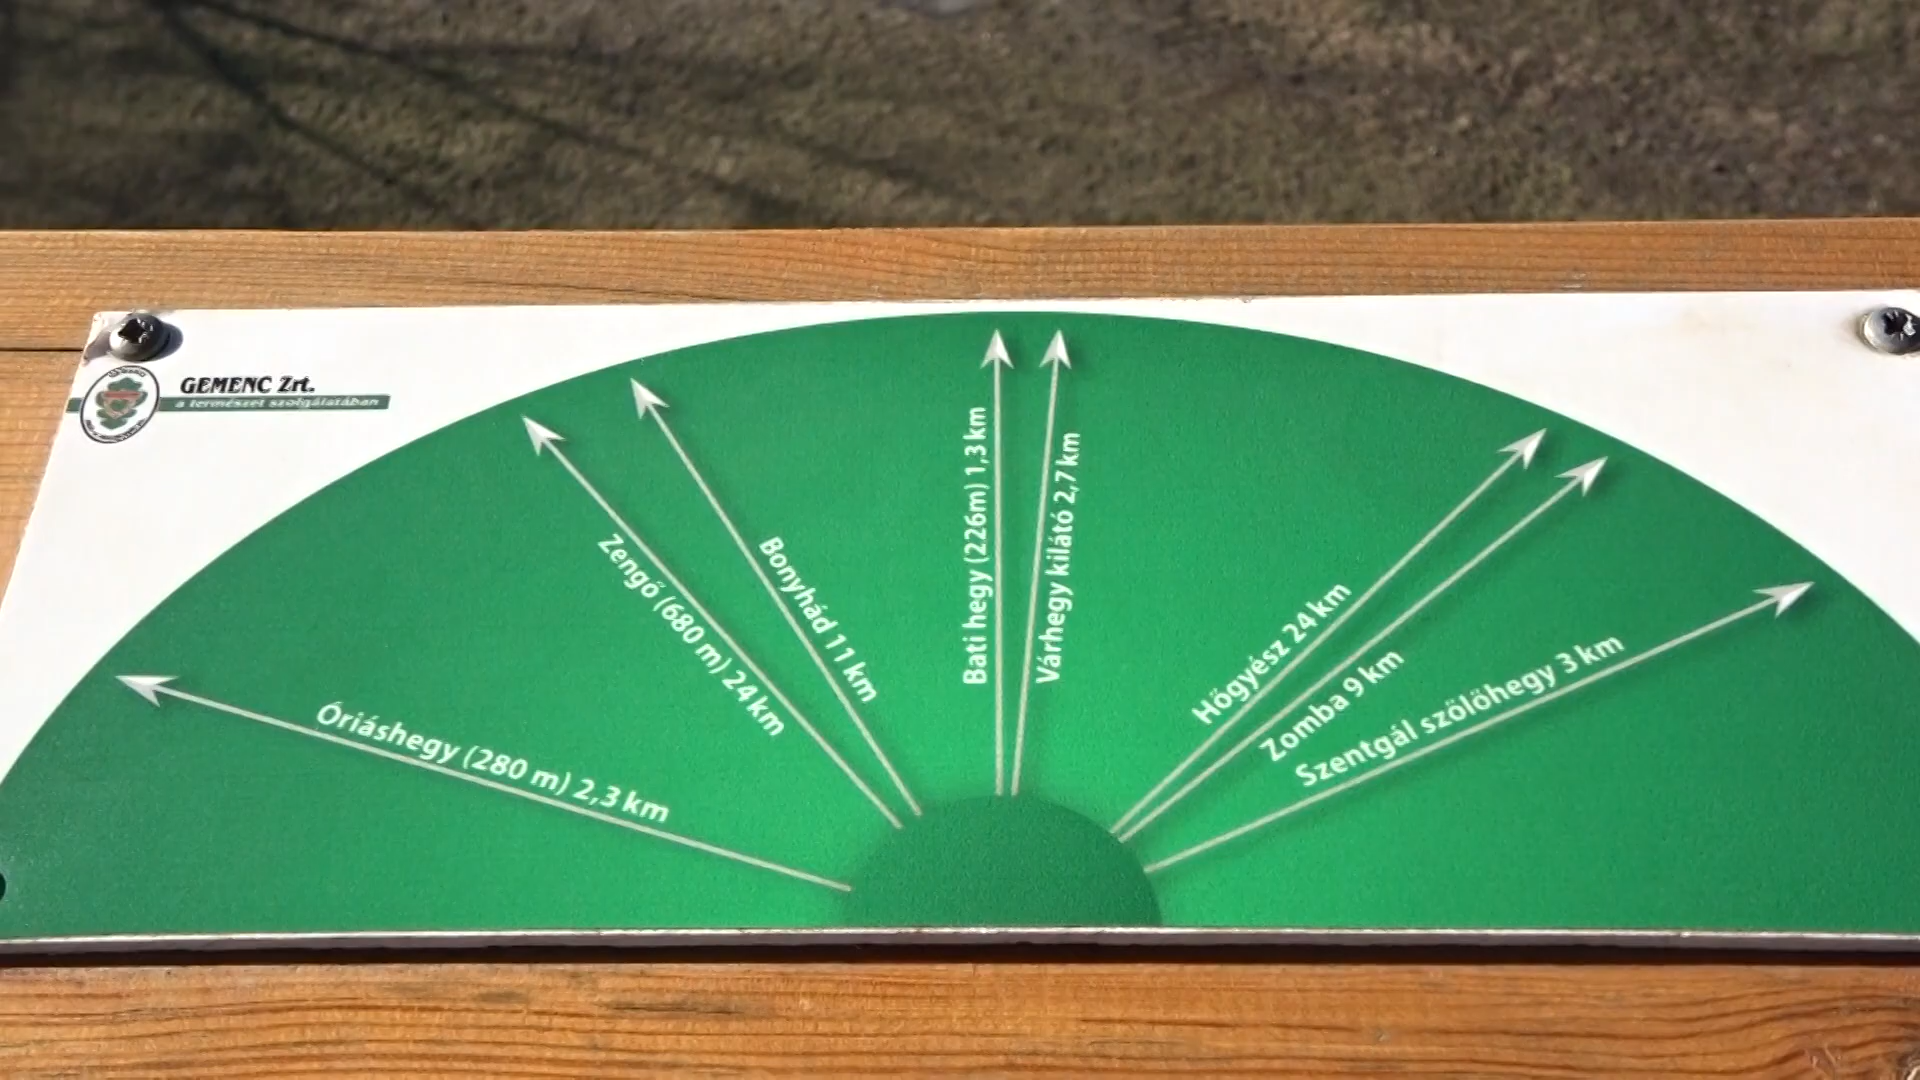 GEMENC Zrt.
a természet szolgálatában
Óriáshegy (280 m) 2,3 km
Zengő (680 m) 24 km
Bonyhád 11 km
Bati hegy (226m) 1,3 km
Várhegy kilátó 2,7 km
Hőgyész 24 km
Zomba 9 km
Szentgál szőlőhegy 3 km